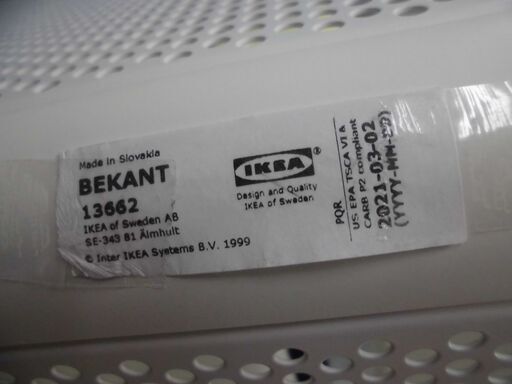 Made in Slovakia
BEKANT
13662
IKEA of Sweden AB
SE-343 81 Älmhult
© Inter IKEA Systems B.V. 1999
IKEA
Design and Quality
IKEA of Sweden
PQR
US EPA TSCA VI A
CARB P2 compliant
2021-03-02
(YYYY-MM-DD)